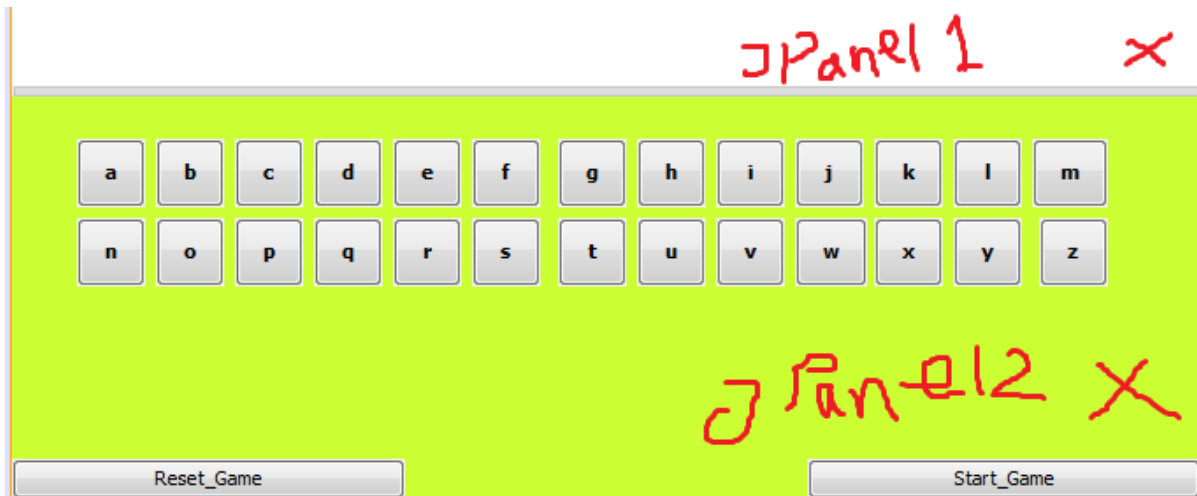 JPanel 1 X
a b c d e f g h i j k l m
n o p q r s t u v w x y z
JPanel2 X
Reset_Game Start_Game